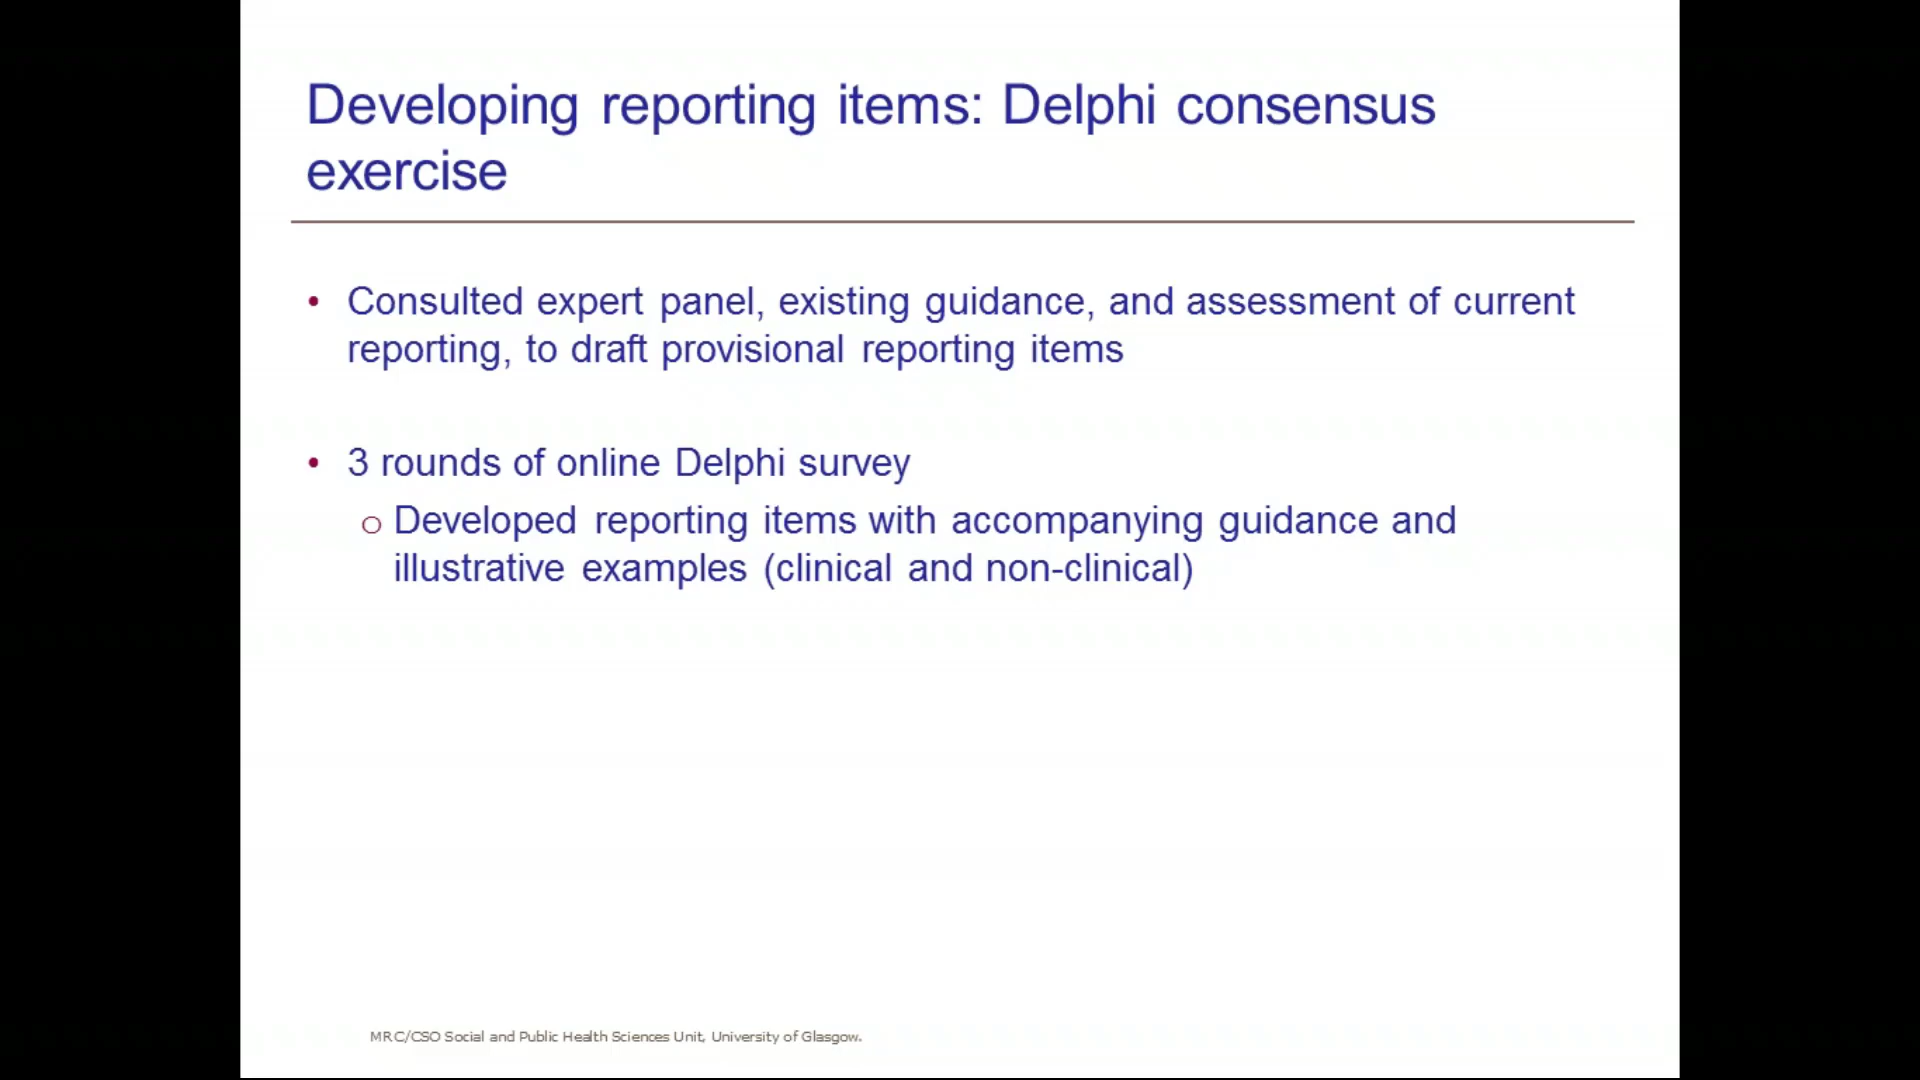 Developing reporting items: Delphi consensus
exercise
• Consulted expert panel, existing guidance, and assessment of current
reporting, to draft provisional reporting items
• 3 rounds of online Delphi survey
o Developed reporting items with accompanying guidance and
illustrative examples (clinical and non-clinical)
MRC/CSO Social and Public Health Sciences Unit, University of Glasgow.